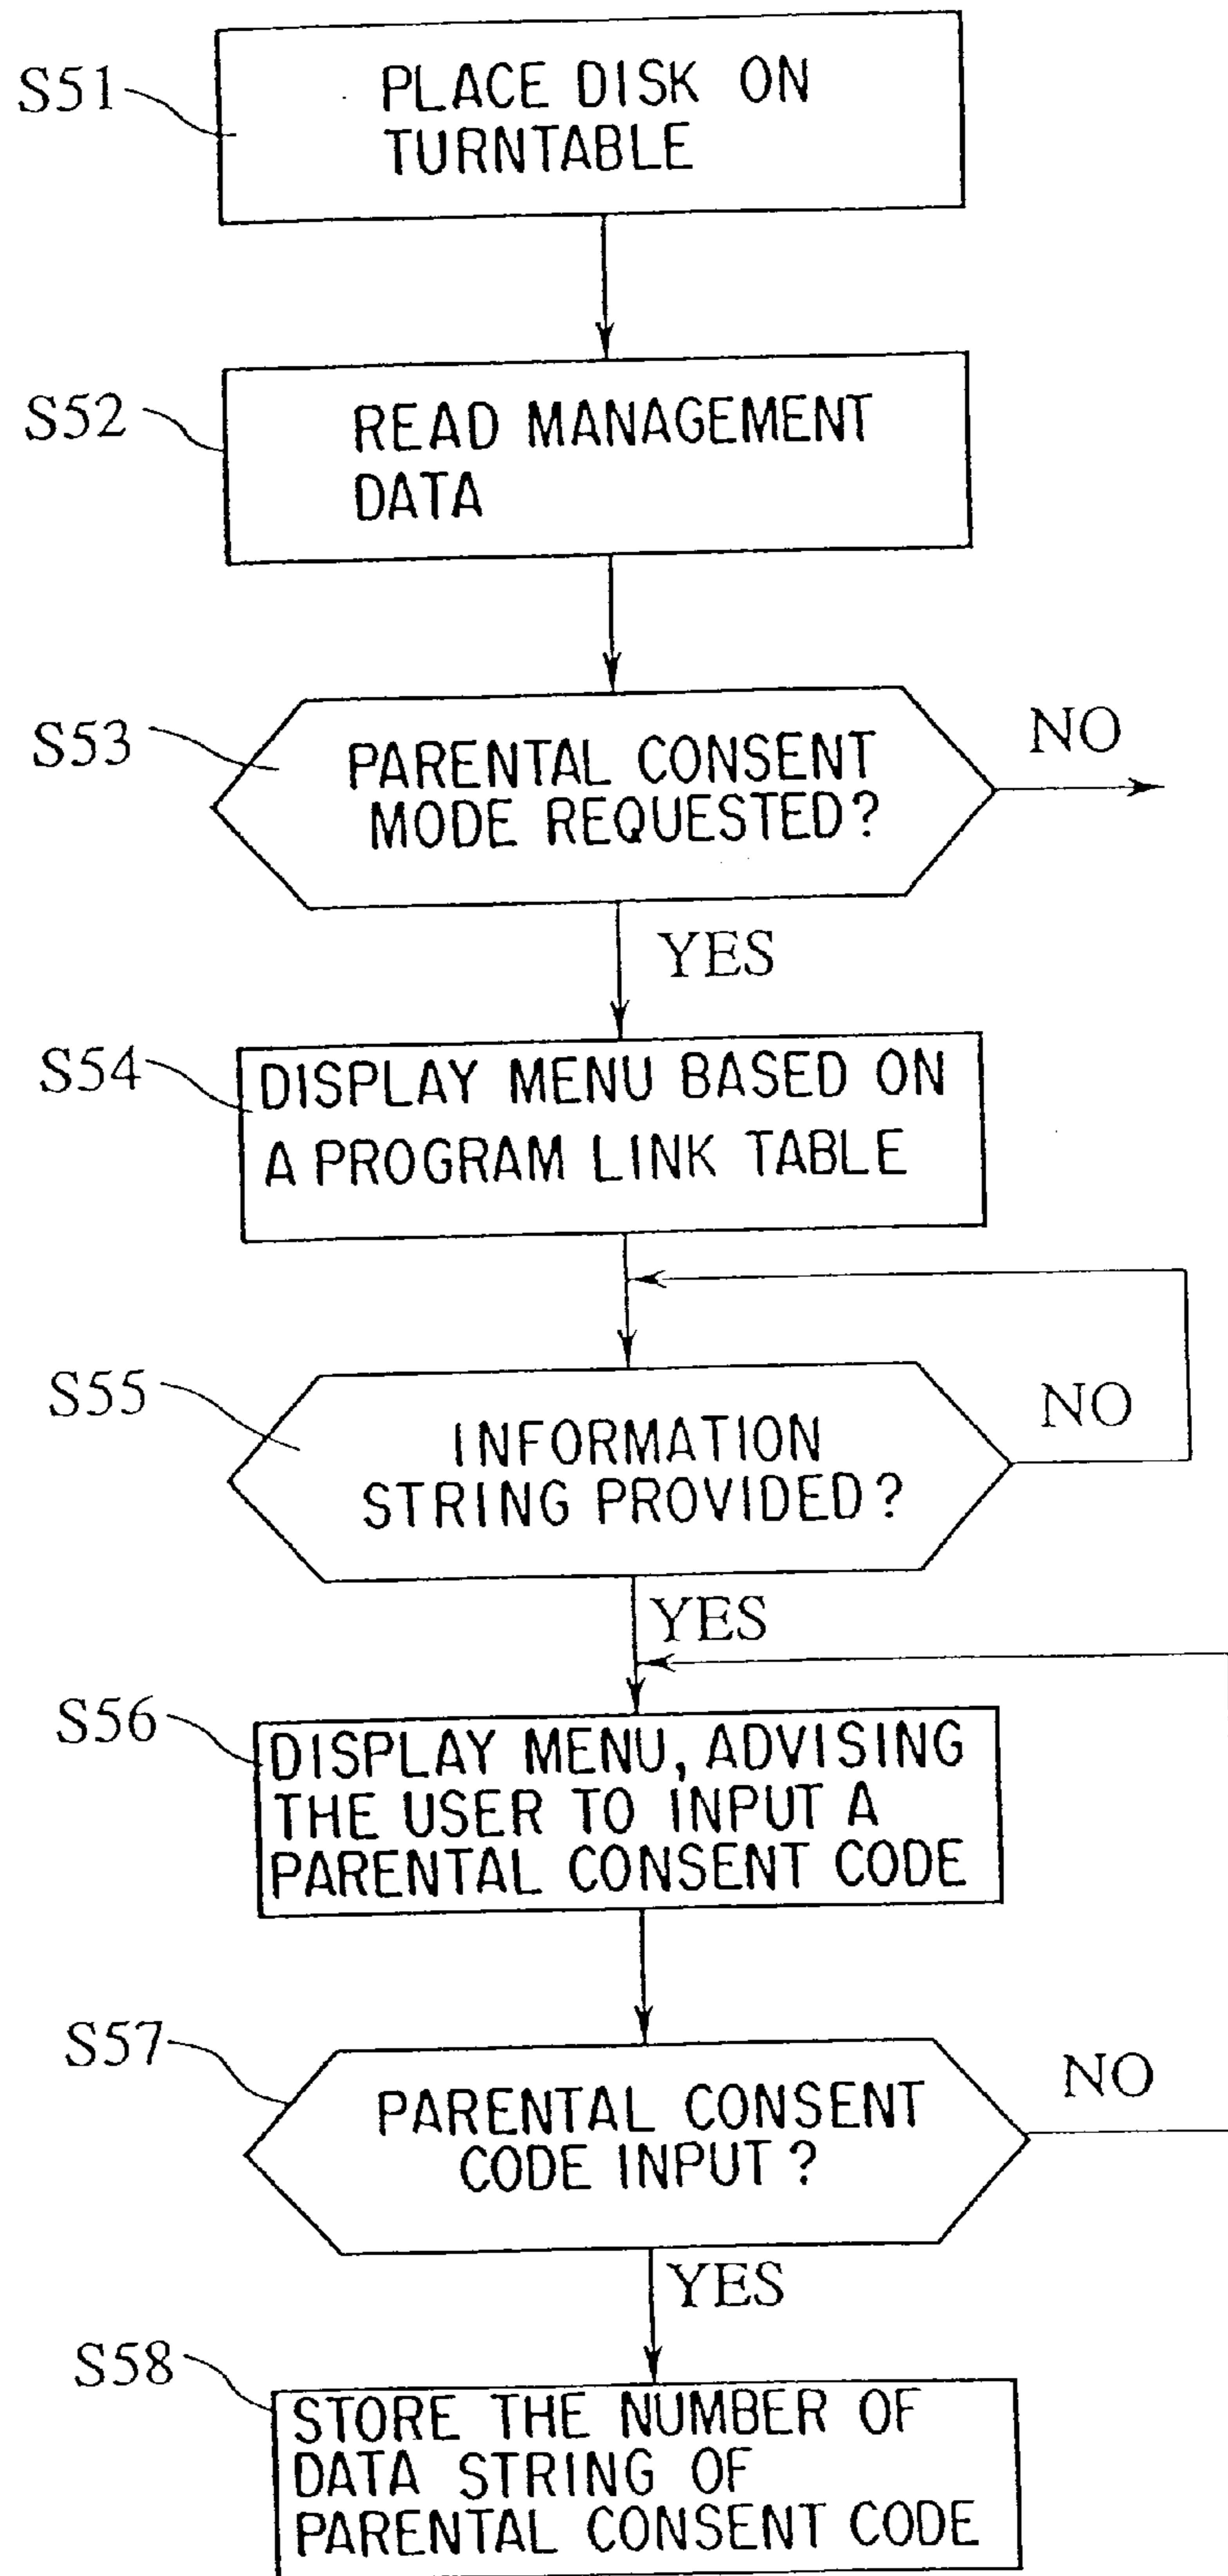 S51
PLACE DISK ON
TURNTABLE
S52
READ MANAGEMENT
DATA
S53
PARENTAL CONSENT
MODE REQUESTED?
NO
YES
S54
DISPLAY MENU BASED ON
A PROGRAM LINK TABLE
S55
INFORMATION
STRING PROVIDED?
NO
YES
S56
DISPLAY MENU, ADVISING
THE USER TO INPUT A
PARENTAL CONSENT CODE
S57
PARENTAL CONSENT
CODE INPUT?
NO
YES
S58
STORE THE NUMBER OF
DATA STRING OF
PARENTAL CONSENT CODE